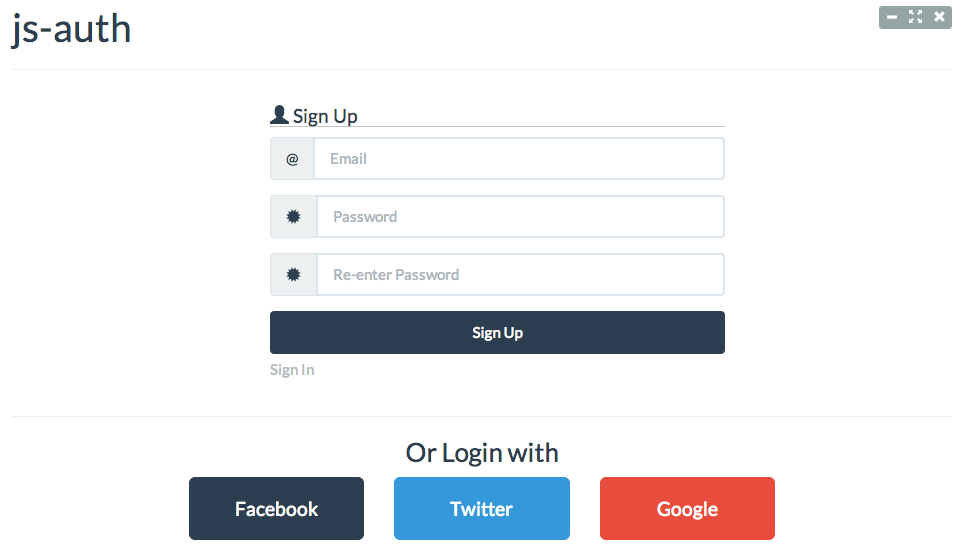 js-auth
Sign Up
@ Email
Password
Re-enter Password
Sign Up
Sign In
Or Login with
Facebook Twitter Google